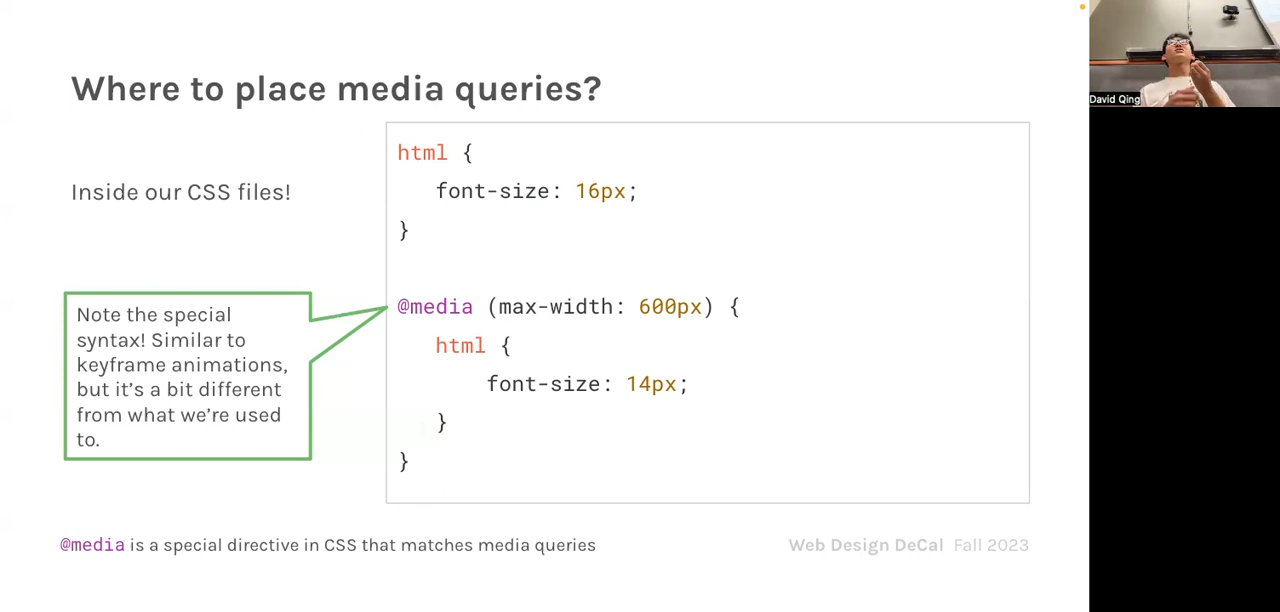 Where to place media queries?
David Qing
Inside our CSS files!
html {
font-size: 16px;
}
@media (max-width: 600px) {
html {
font-size: 14px;
}
}
Note the special
syntax! Similar to
keyframe animations,
but it's a bit different
from what we're used
to.
@media is a special directive in CSS that matches media queries
Web Design DeCal Fall 2023